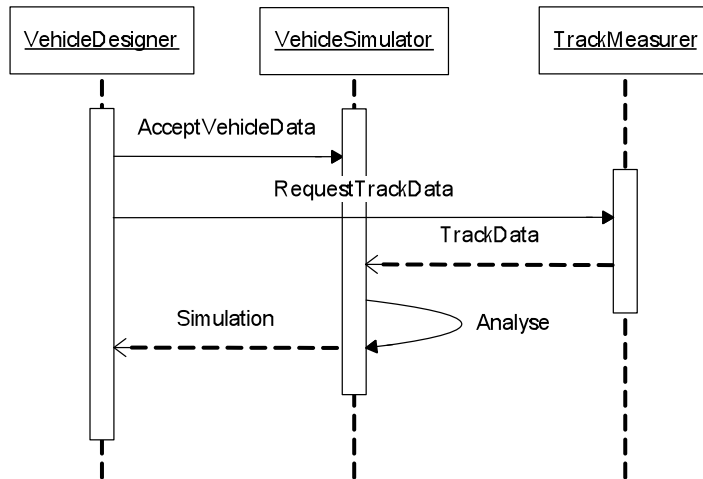 VehicleDesigner
VehicleSimulator
TrackMeasurer
AcceptVehicleData
RequestTrackData
TrackData
Simulation
Analyse